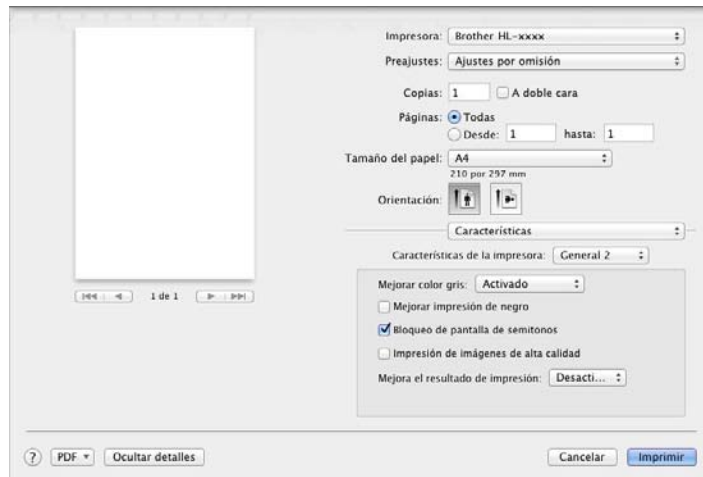 Impresora: Brother HL-xxxx
Preajustes: Ajustes por omisión
Copias: 1 A doble cara
Páginas: Todas
Desde: 1 hasta: 1
Tamaño del papel: A4
210 por 297 mm
Orientación:
Características
Características de la impresora: General 2
Mejorar color gris: Activado
Mejorar impresión de negro
Bloqueo de pantalla de semitonos
Impresión de imágenes de alta calidad
Mejora el resultado de impresión: Desacti...
1 de 1
? PDF Ocultar detalles Cancelar Imprimir